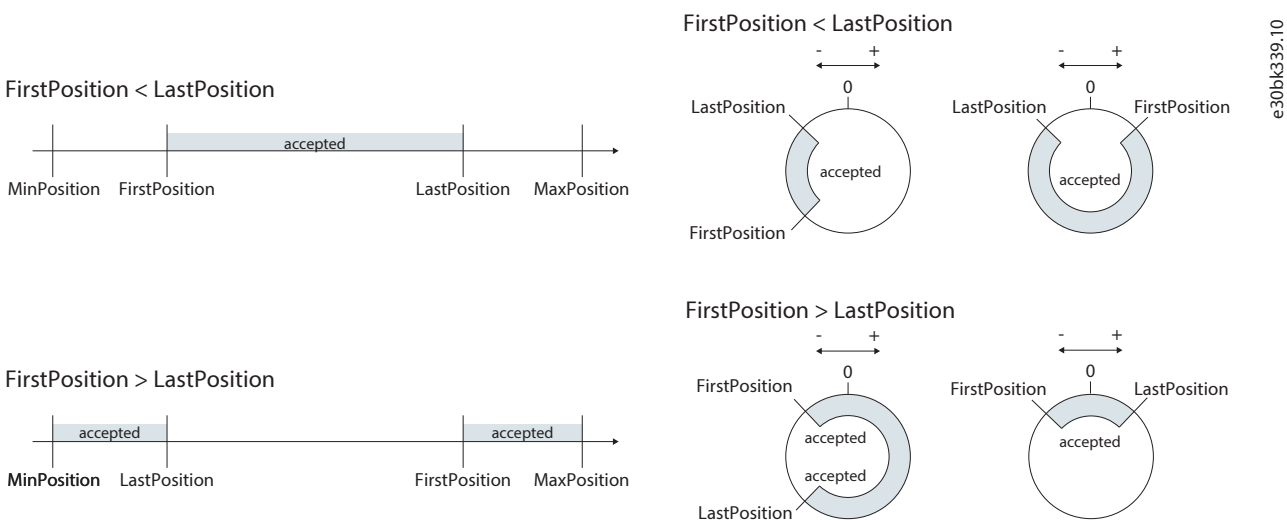 FirstPosition < LastPosition
accepted
MinPosition FirstPosition LastPosition MaxPosition
FirstPosition > LastPosition
accepted accepted
MinPosition LastPosition FirstPosition MaxPosition
FirstPosition < LastPosition
- + - +
0 0
LastPosition LastPosition FirstPosition
accepted accepted
FirstPosition
FirstPosition > LastPosition
- + - +
0 0
FirstPosition FirstPosition LastPosition
accepted accepted
accepted
LastPosition
e30bk339.10